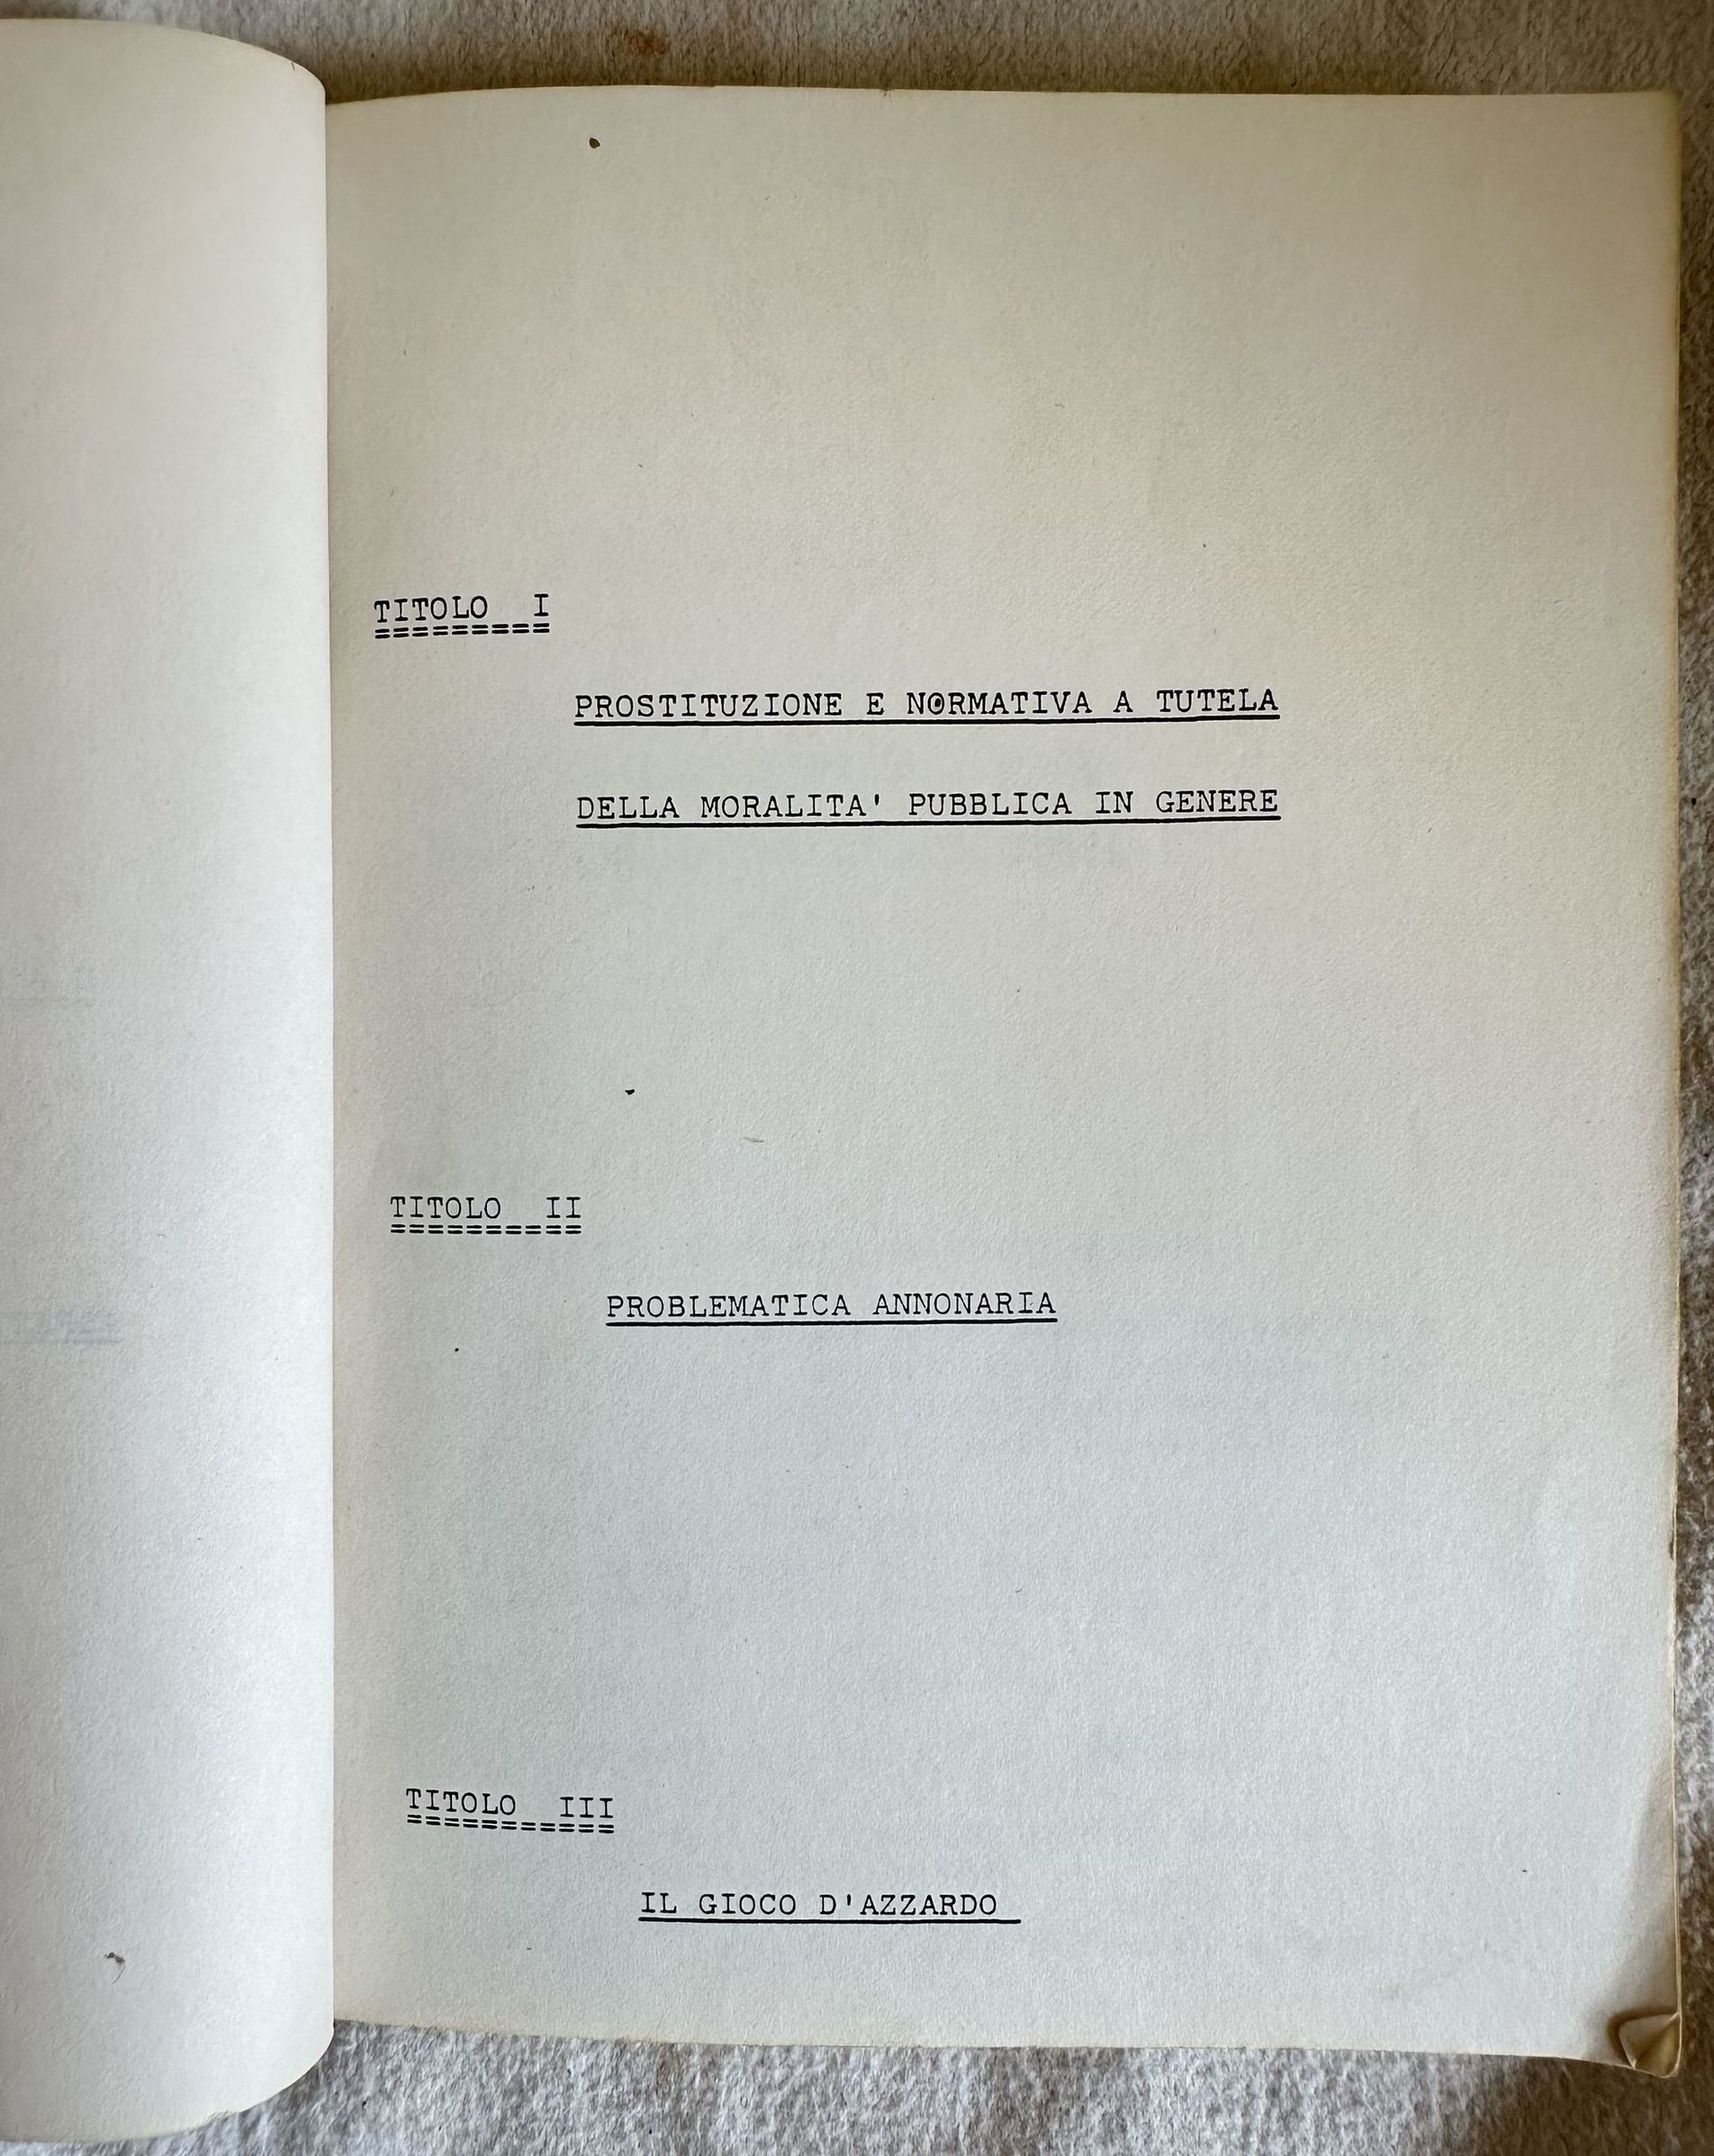 TITOLO I
PROSTITUZIONE E NORMATIVA A TUTELA
DELLA MORALITA' PUBBLICA IN GENERE
TITOLO II
PROBLEMATICA ANNONARIA
TITOLO III
IL GIOCO D'AZZARDO